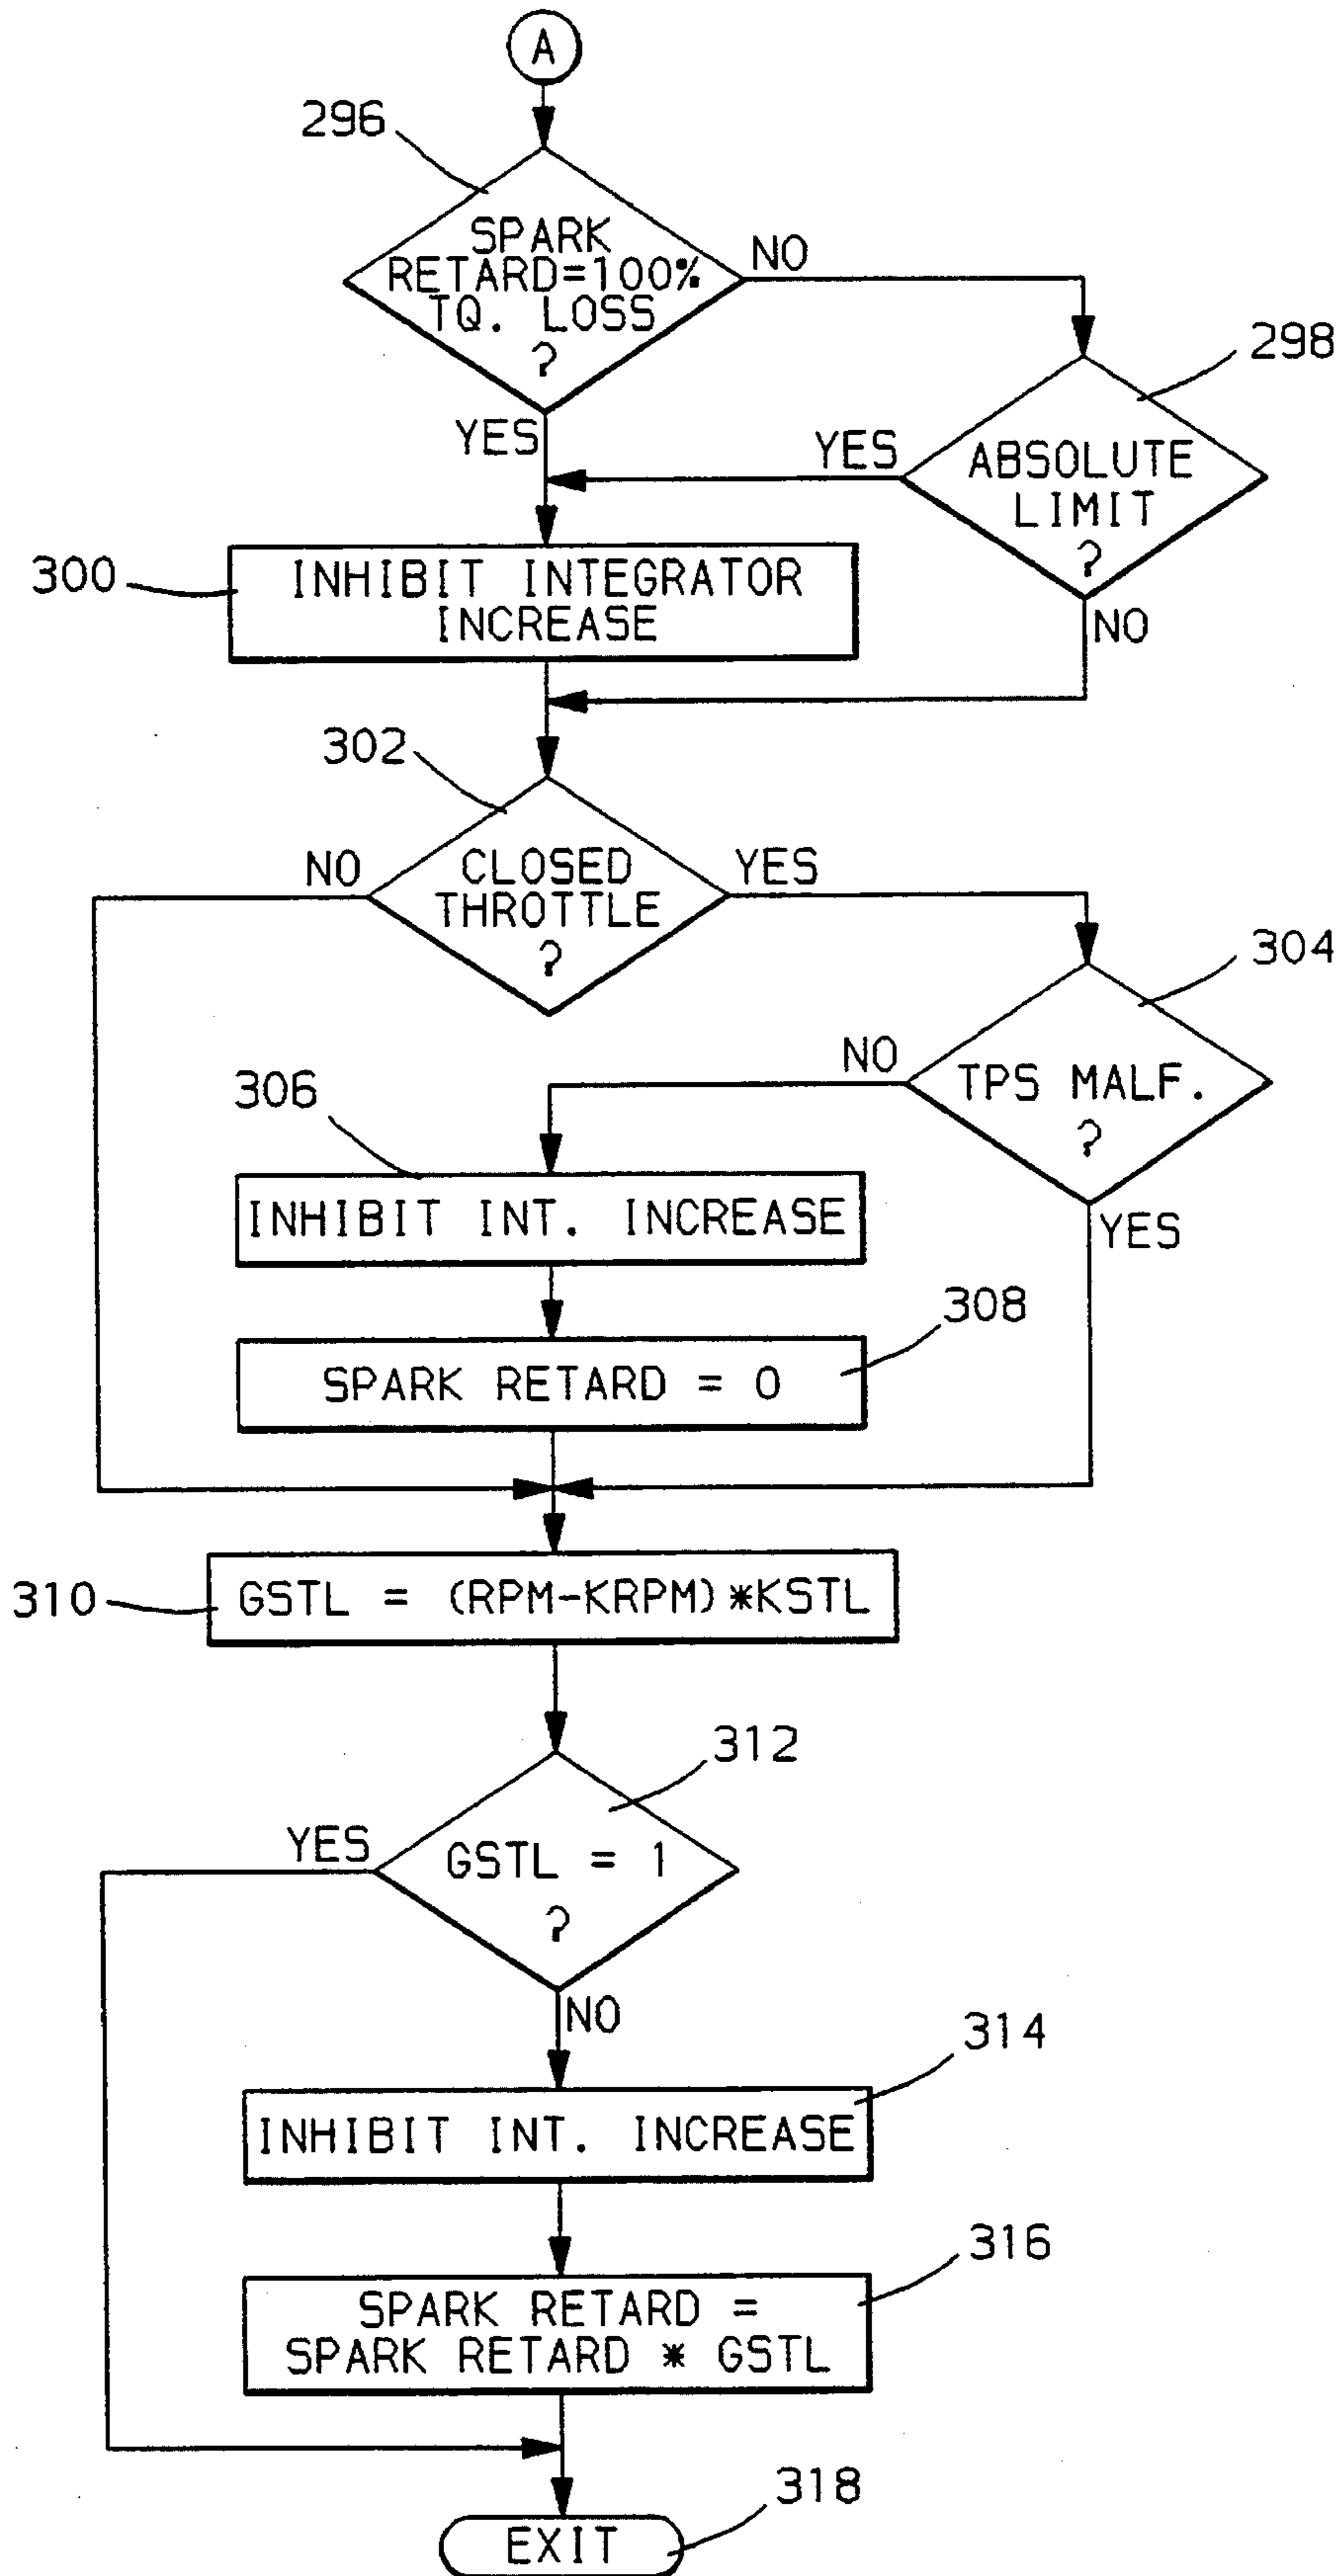 A
296
SPARK
RETARD=100%
TQ. LOSS
?
NO
YES
298
ABSOLUTE
LIMIT
?
YES
NO
300
INHIBIT INTEGRATOR
INCREASE
302
CLOSED
THROTTLE
?
NO
YES
304
TPS MALF.
?
NO
YES
306
INHIBIT INT. INCREASE
308
SPARK RETARD = 0
310
GSTL = (RPM-KRPM)*KSTL
312
GSTL = 1
?
YES
NO
314
INHIBIT INT. INCREASE
316
SPARK RETARD =
SPARK RETARD * GSTL
318
EXIT